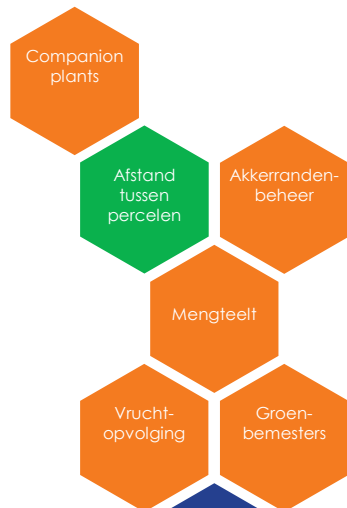 Companion
plants
Afstand
tussen
percelen
Akkerranden-
beheer
Mengteelt
Vrucht-
opvolging
Groen-
bemesters